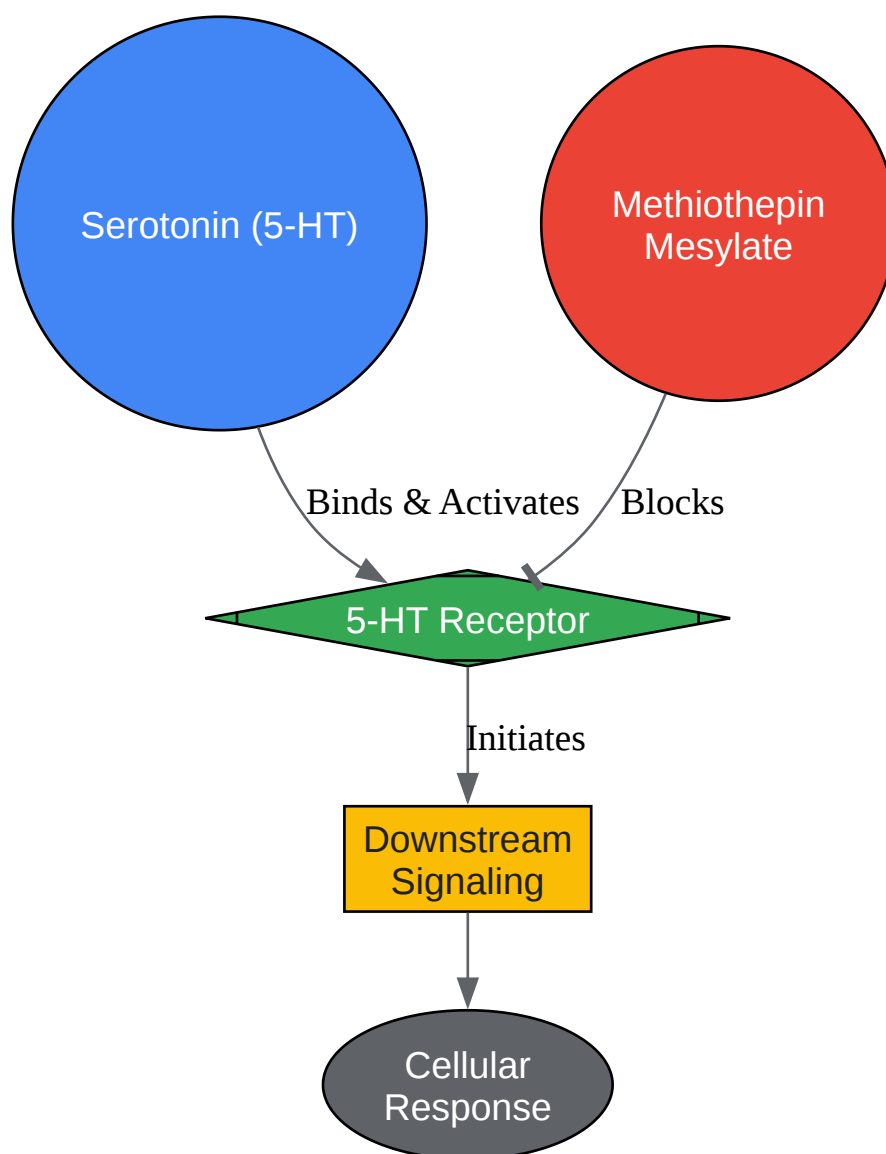 Serotonin (5-HT)
Methiothepin
Mesylate
Binds & Activates
Blocks
5-HT Receptor
Initiates
Downstream
Signaling
Cellular
Response